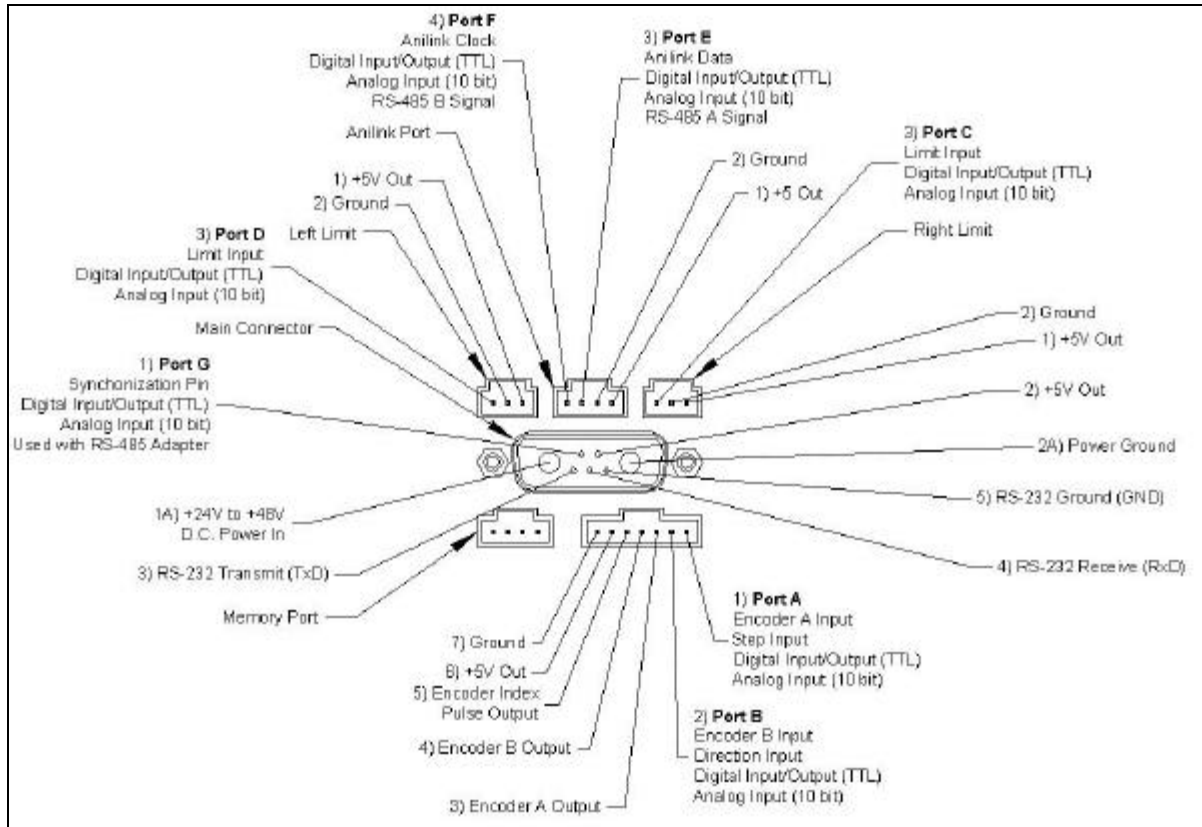 4) Port F
Anilink Clock
Digital Input/Output (TTL)
Analog Input (10 bit)
RS-485 B Signal
3) Port E
Anilink Data
Digital Input/Output (TTL)
Analog Input (10 bit)
RS-485 A Signal
Anilink Port
3) Port C
Limit Input
Digital Input/Output (TTL)
Analog Input (10 bit)
2) Ground
1) +5 Out
1) +5V Out
2) Ground
Left Limit
Right Limit
3) Port D
Limit Input
Digital Input/Output (TTL)
Analog Input (10 bit)
Main Connector
2) Ground
1) +5V Out
1) Port G
Synchonization Pin
Digital Input/Output (TTL)
Analog Input (10 bit)
Used with RS-485 Adapter
2) +5V Out
2A) Power Ground
5) RS-232 Ground (GND)
1A) +24V to +48V
D.C. Power In
3) RS-232 Transmit (TxD)
4) RS-232 Receive (RxD)
Memory Port
1) Port A
Encoder A Input
Step Input
Digital Input/Output (TTL)
Analog Input (10 bit)
7) Ground
6) +5V Out
5) Encoder Index
Pulse Output
4) Encoder B Output
2) Port B
Encoder B Input
Direction Input
Digital Input/Output (TTL)
Analog Input (10 bit)
3) Encoder A Output